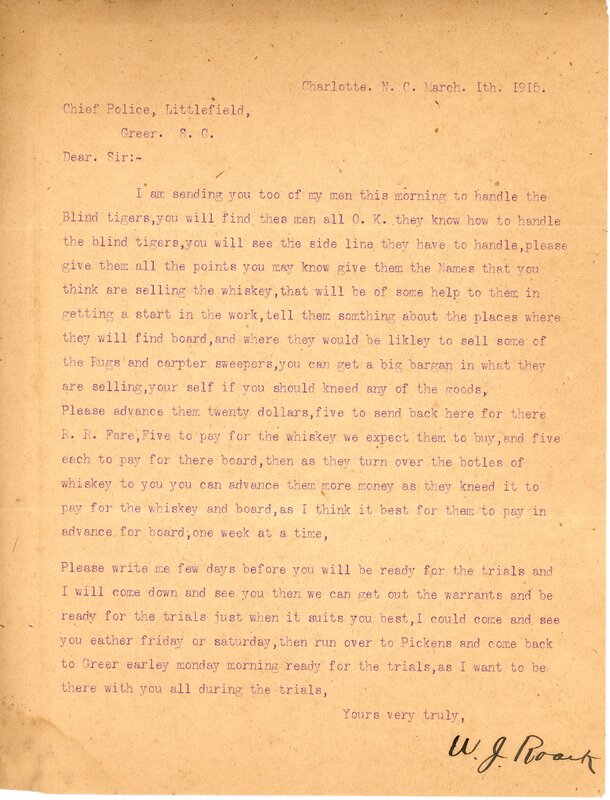 Charlotte. N. C. March. 1th. 1915.
Chief Police, Littlefield,
Greer. S. C.
Dear. Sir:-
I am sending you too of my men this morning to handle the
Blind tigers,you will find thes men all O. K. they know how to handle
the blind tigers,you will see the side line they have to handle,please
give them all the points you may know give them the Names that you
think are selling the whiskey,that will be of some help to them in
getting a start in the work,tell them somthing about the places where
they will find board,and where they would be likley to sell some of
the Rugs and carpter sweepers,you can get a big bargan in what they
are selling,your self if you should kneed any of the goods,
Please advance them twenty dollars,five to send back here for there
R. R. Fare,Five to pay for the whiskey we expect them to buy,and five
each to pay for there board,then as they turn over the botles of
whiskey to you you can advance them more money as they kneed it to
pay for the whiskey and board,as I think it best for them to pay in
advance for board,one week at a time,
Please write me few days before you will be ready for the trials and
I will come down and see you then we can get out the warrants and be
ready for the trials just when it suits you best,I could come and see
you eather friday or saturday,then run over to Pickens and come back
to Greer earley monday morning ready for the trials,as I want to be
there with you all during the trials,
Yours very truly,
W. J. Roark